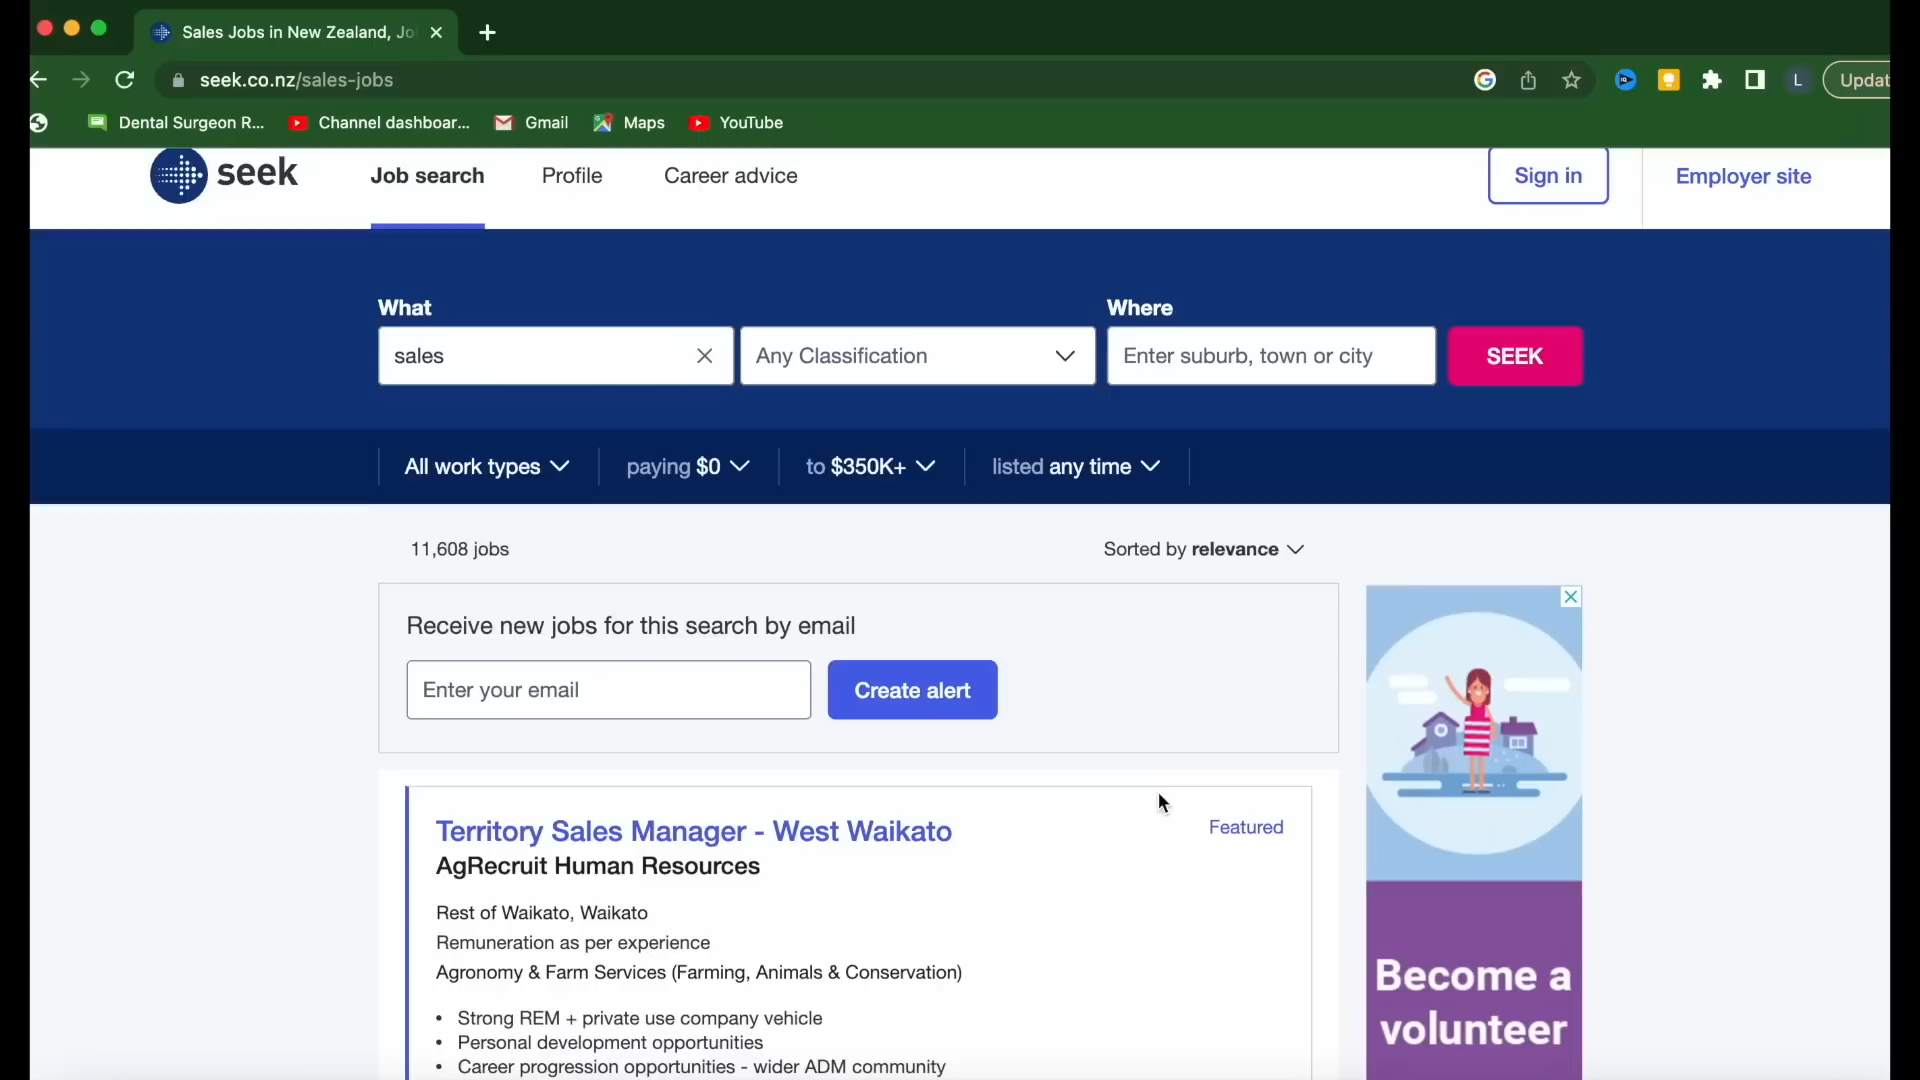 Sales Jobs in New Zealand, Jo
seek.co.nz/sales-jobs
L
Updat
Dental Surgeon R...
Channel dashboar...
Gmail
Maps
YouTube
seek
Job search
Profile
Career advice
Sign in
Employer site
What
Where
sales
Any Classification
Enter suburb, town or city
SEEK
All work types
paying $0
to $350K+
listed any time
11,608 jobs
Sorted by relevance
Receive new jobs for this search by email
Enter your email
Create alert
Territory Sales Manager - West Waikato
Featured
AgRecruit Human Resources
Rest of Waikato, Waikato
Remuneration as per experience
Agronomy & Farm Services (Farming, Animals & Conservation)
• Strong REM + private use company vehicle
• Personal development opportunities
• Career progression opportunities - wider ADM community
Become a
volunteer